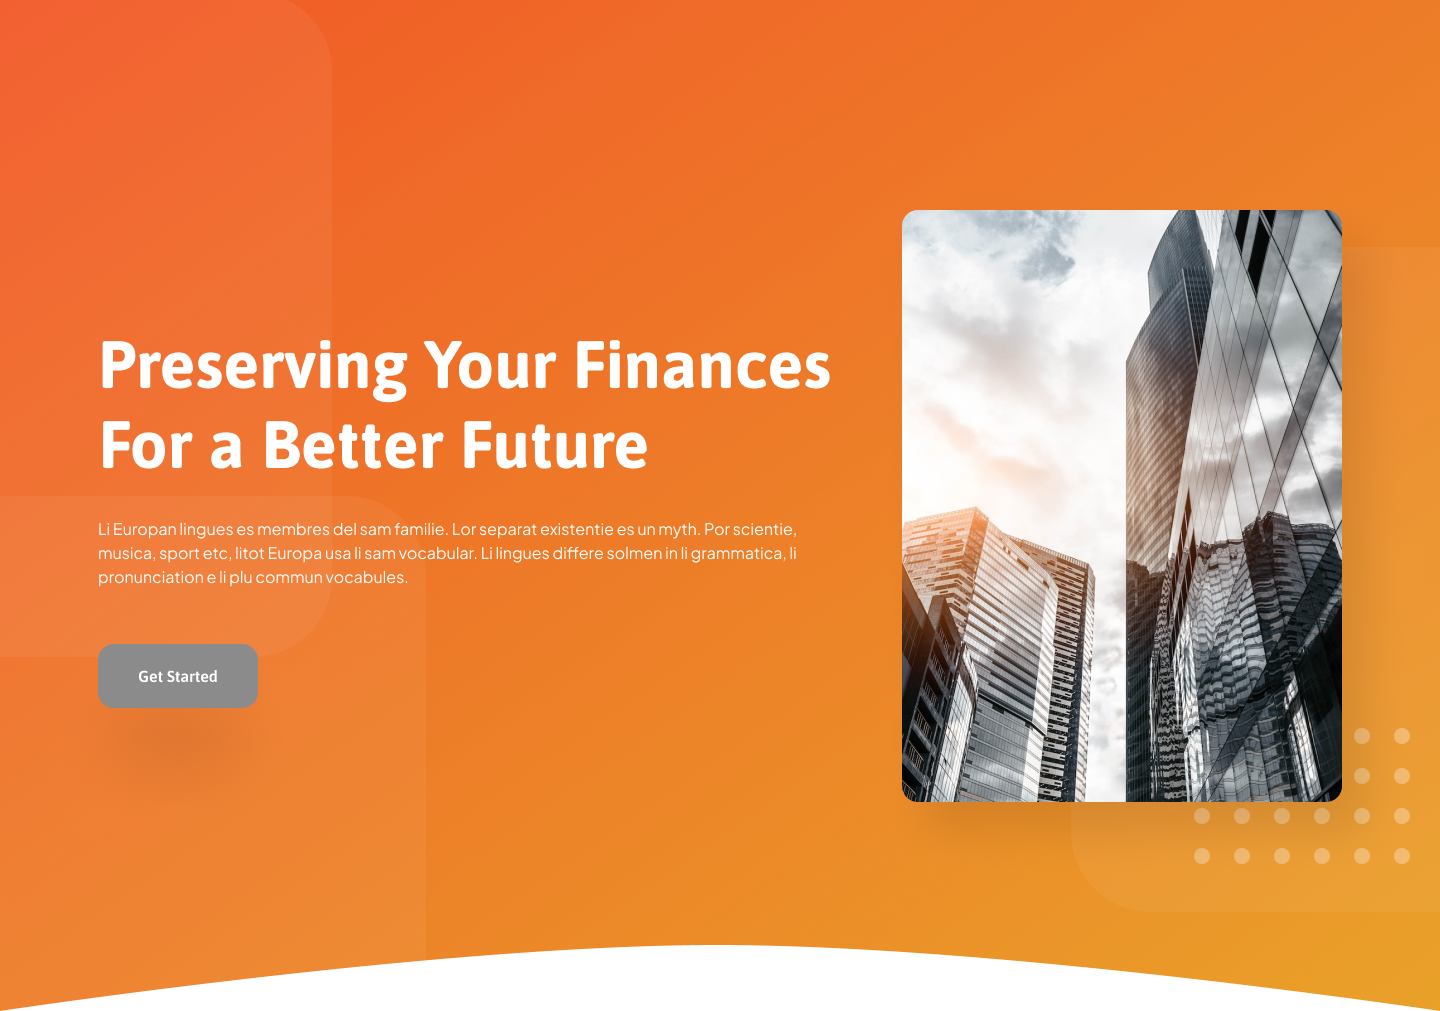 Preserving Your Finances
For a Better Future
Li Europan lingues es membres del sam familie. Lor separat existentie es un myth. Por scientie,
musica, sport etc, litot Europa usa li sam vocabular. Li lingues differe solmen in li grammatica, li
pronunciation e li plu commun vocabules.
Get Started